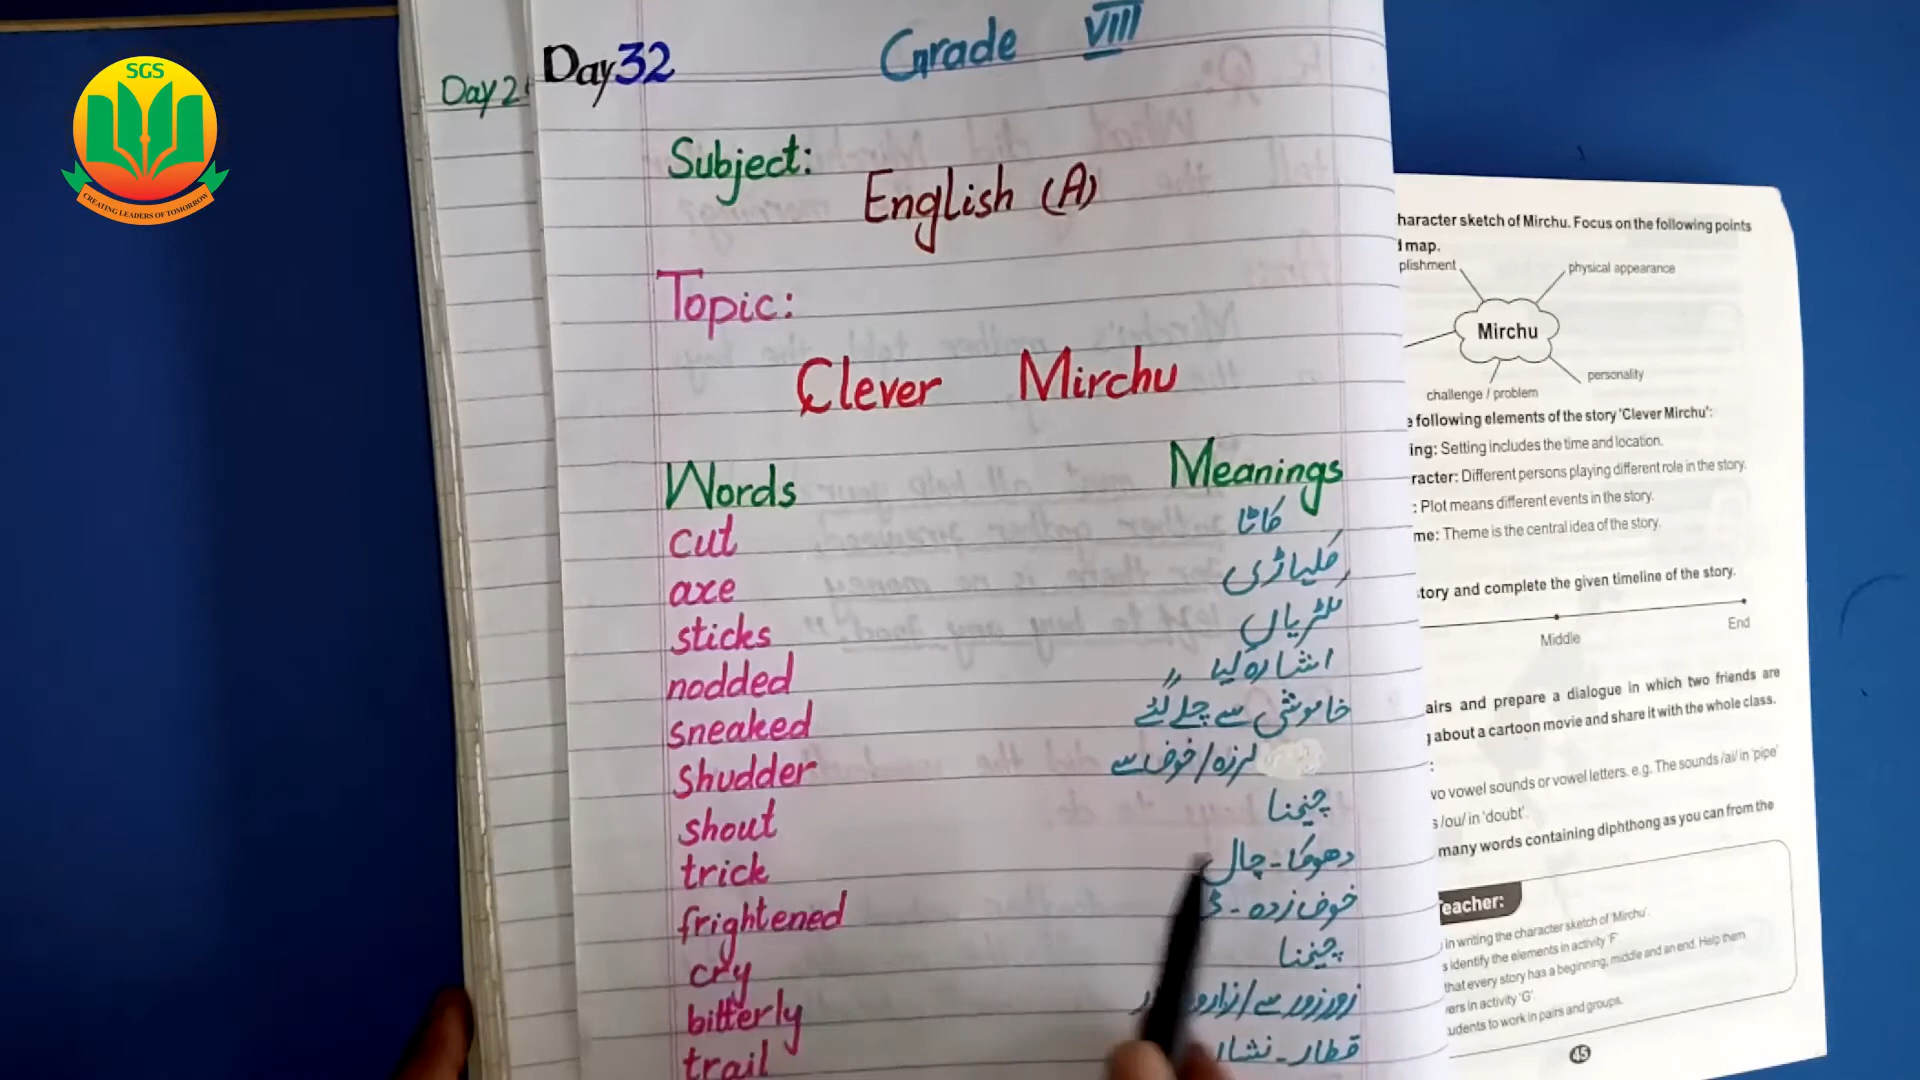 SGS
CREATING LEADERS OF TOMORROW
Day 2
Day 32
Grade VIII
Subject:
English (A)
Topic:
Clever Mirchu
Words Meanings
cut کاٹا
axe کلہاڑی
sticks لکڑیاں
nodded اشارہ کیا
sneaked خاموشی سے چلے گئے
shudder لرزہ/خوف سے
shout چیخنا
trick دھوکا - چال
frightened خوف زدہ -
cry چیخنا
bitterly زور زور سے/
trail قطار -
haracter sketch of Mirchu. Focus on the following points
map.
plishment
physical appearance
Mirchu
personality
challenge / problem
e following elements of the story 'Clever Mirchu':
ing: Setting includes the time and location.
racter: Different persons playing different role in the story.
: Plot means different events in the story.
me: Theme is the central idea of the story.
tory and complete the given timeline of the story.
Middle
End
airs and prepare a dialogue in which two friends are
g about a cartoon movie and share it with the whole class.
:
vo vowel sounds or vowel letters. e.g. The sounds /ai/ in 'pipe'
s /ou/ in 'doubt'.
many words containing diphthong as you can from the
eacher:
in writing the character sketch of 'Mirchu'.
s identify the elements in activity 'F'
that every story has a beginning, middle and an end. Help them
vers in activity 'G'
udents to work in pairs and groups.
45